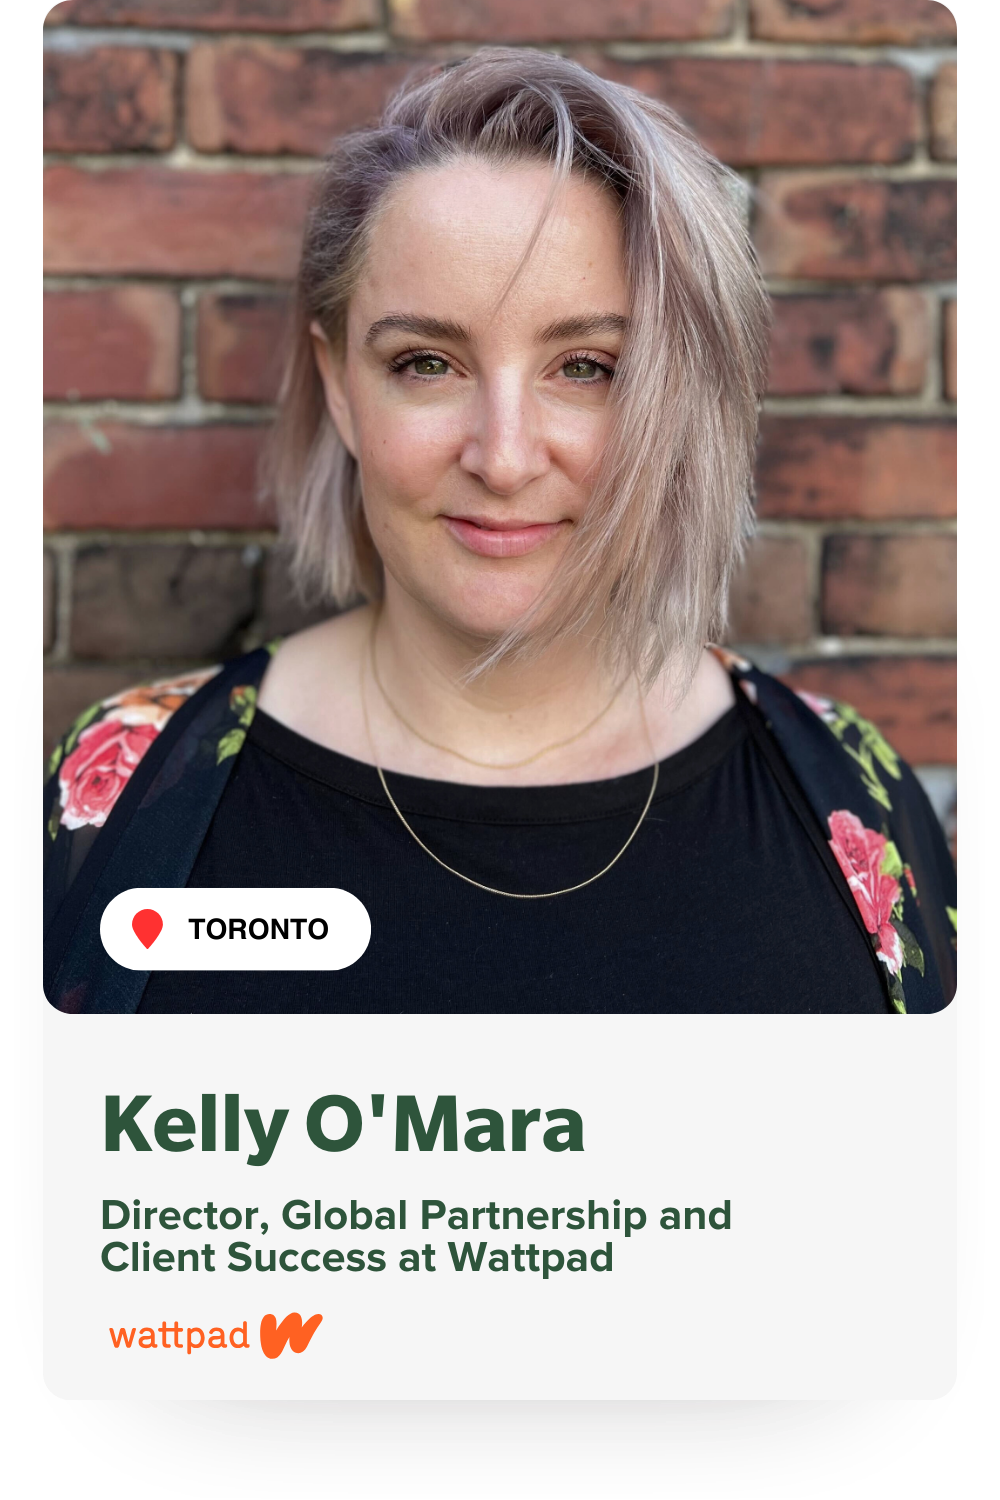 TORONTO
Kelly O'Mara
Director, Global Partnership and
Client Success at Wattpad
wattpad